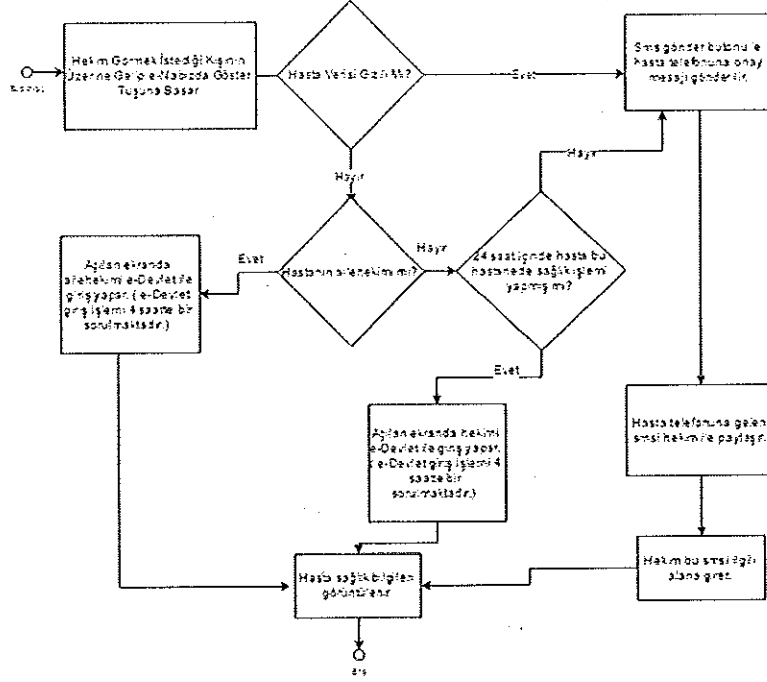 Hekim Görmek İstediği Kişinin
Üzerine Gelip e-Nabızda Göster
Tuşuna Basar
Hasta Verisi Gizli Mi?
Evet
Sms gönder butonu ile
hasta telefonuna onay
mesajı gönderilir.
Hayır
Hayır
Evet
Hastanın aile hekimi mi?
Hayır
24 saat içinde hasta bu
hastanede sağlık işlemi
yapmış mı?
Açılan ekranda
aile hekimi e-Devlet ile
giriş yapar. ( e-Devlet
giriş işlemi 4 saatte bir
sorulmaktadır.)
Evet
Açılan ekranda hekimi
e-Devlet ile giriş yapar.
( e-Devlet giriş işlemi 4
saatte bir
sorulmaktadır.)
Hasta telefonuna gelen
smsi hekim ile paylaşır.
Hekim bu smsi ilgili
alana girer.
Hasta sağlık bilgileri
görüntülenir